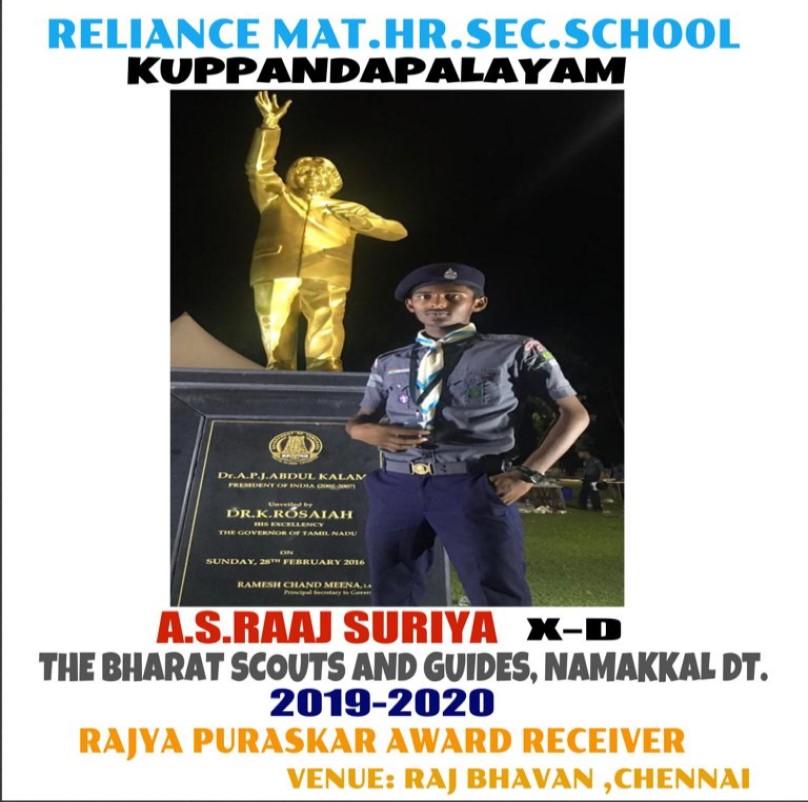 RELIANCE MAT.HR.SEC.SCHOOL
KUPPANDAPALAYAM
Dr.A.P.J.ABDUL KALAM
PRESIDENT OF INDIA (2002-2007)
Unveiled by
DR.K.ROSAIAH
HIS EXCELLENCY
THE GOVERNOR OF TAMIL NADU
ON
SUNDAY, 28TH FEBRUARY 2016
RAMESH CHAND MEENA, I.A
Principal Secretary to Govern
A.S.RAAJ SURIYA X-D
THE BHARAT SCOUTS AND GUIDES, NAMAKKAL DT.
2019-2020
RAJYA PURASKAR AWARD RECEIVER
VENUE: RAJ BHAVAN ,CHENNAI